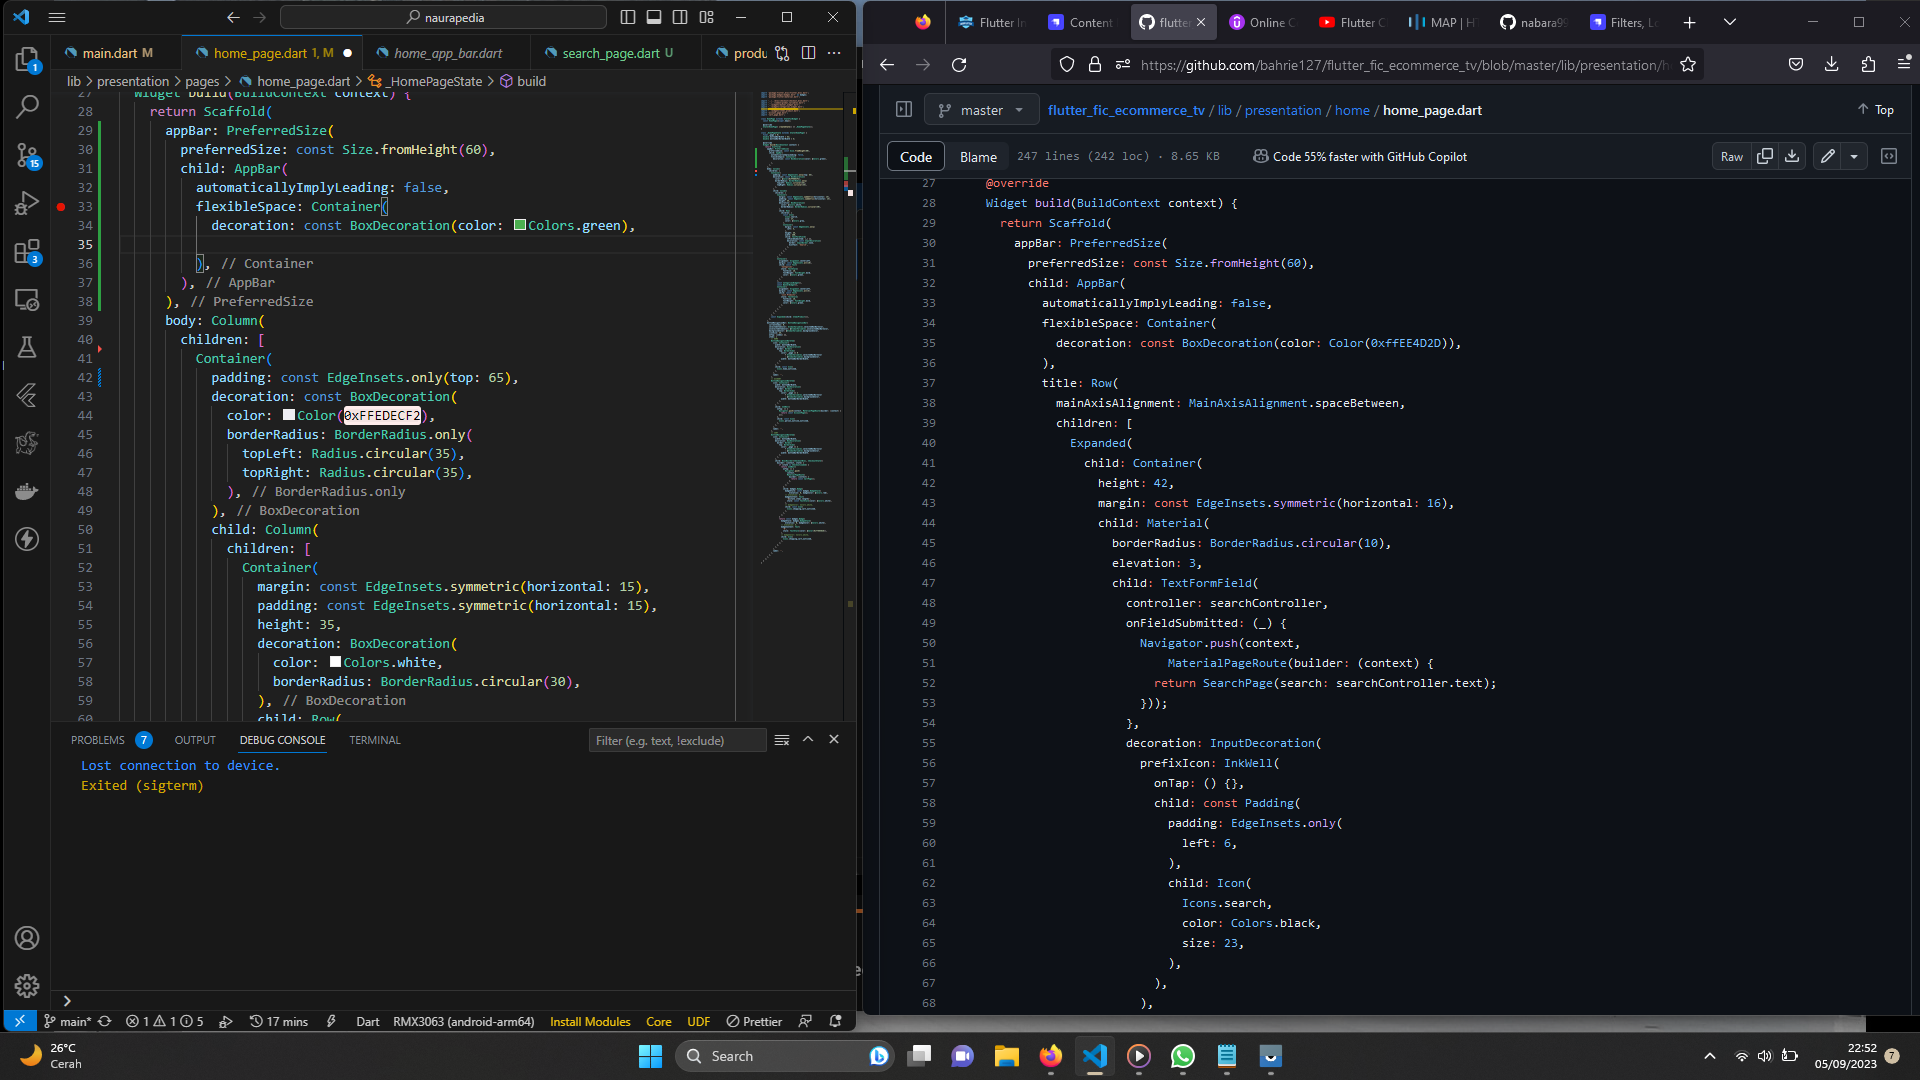 naurapedia
main.dart M
home_page.dart 1, M
home_app_bar.dart
search_page.dart U
produ
lib > presentation > pages > home_page.dart > _HomePageState > build
27 Widget build(BuildContext context) {
28 return Scaffold(
29 appBar: PreferredSize(
30 preferredSize: const Size.fromHeight(60),
31 child: AppBar(
32 automaticallyImplyLeading: false,
33 flexibleSpace: Container(
34 decoration: const BoxDecoration(color: Colors.green),
35
36 ), // Container
37 ), // AppBar
38 ), // PreferredSize
39 body: Column(
40 children: [
41 Container(
42 padding: const EdgeInsets.only(top: 65),
43 decoration: const BoxDecoration(
44 color: Color(0xFFEDECF2),
45 borderRadius: BorderRadius.only(
46 topLeft: Radius.circular(35),
47 topRight: Radius.circular(35),
48 ), // BorderRadius.only
49 ), // BoxDecoration
50 child: Column(
51 children: [
52 Container(
53 margin: const EdgeInsets.symmetric(horizontal: 15),
54 padding: const EdgeInsets.symmetric(horizontal: 15),
55 height: 35,
56 decoration: BoxDecoration(
57 color: Colors.white,
58 borderRadius: BorderRadius.circular(30),
59 ), // BoxDecoration
60 child: Row(
PROBLEMS 7 OUTPUT DEBUG CONSOLE TERMINAL
Filter (e.g. text, !exclude)
Lost connection to device.
Exited (sigterm)
1
15
3
main* 1 1 5 17 mins Dart RMX3063 (android-arm64) Install Modules Core UDF Prettier
Flutter In
Content
flutter
Online C
Flutter C
MAP | H
nabara99
Filters, Lo
https://github.com/bahrie127/flutter_fic_ecommerce_tv/blob/master/lib/presentation/h
master flutter_fic_ecommerce_tv / lib / presentation / home / home_page.dart Top
Code Blame 247 lines (242 loc) · 8.65 KB Code 55% faster with GitHub Copilot Raw
27 @override
28 Widget build(BuildContext context) {
29 return Scaffold(
30 appBar: PreferredSize(
31 preferredSize: const Size.fromHeight(60),
32 child: AppBar(
33 automaticallyImplyLeading: false,
34 flexibleSpace: Container(
35 decoration: const BoxDecoration(color: Color(0xffEE4D2D)),
36 ),
37 title: Row(
38 mainAxisAlignment: MainAxisAlignment.spaceBetween,
39 children: [
40 Expanded(
41 child: Container(
42 height: 42,
43 margin: const EdgeInsets.symmetric(horizontal: 16),
44 child: Material(
45 borderRadius: BorderRadius.circular(10),
46 elevation: 3,
47 child: TextFormField(
48 controller: searchController,
49 onFieldSubmitted: (_) {
50 Navigator.push(context,
51 MaterialPageRoute(builder: (context) {
52 return SearchPage(search: searchController.text);
53 }));
54 },
55 decoration: InputDecoration(
56 prefixIcon: InkWell(
57 onTap: () {},
58 child: const Padding(
59 padding: EdgeInsets.only(
60 left: 6,
61 ),
62 child: Icon(
63 Icons.search,
64 color: Colors.black,
65 size: 23,
66 ),
67 ),
68 ),
26°C
Cerah
Search
22:52
05/09/2023
7